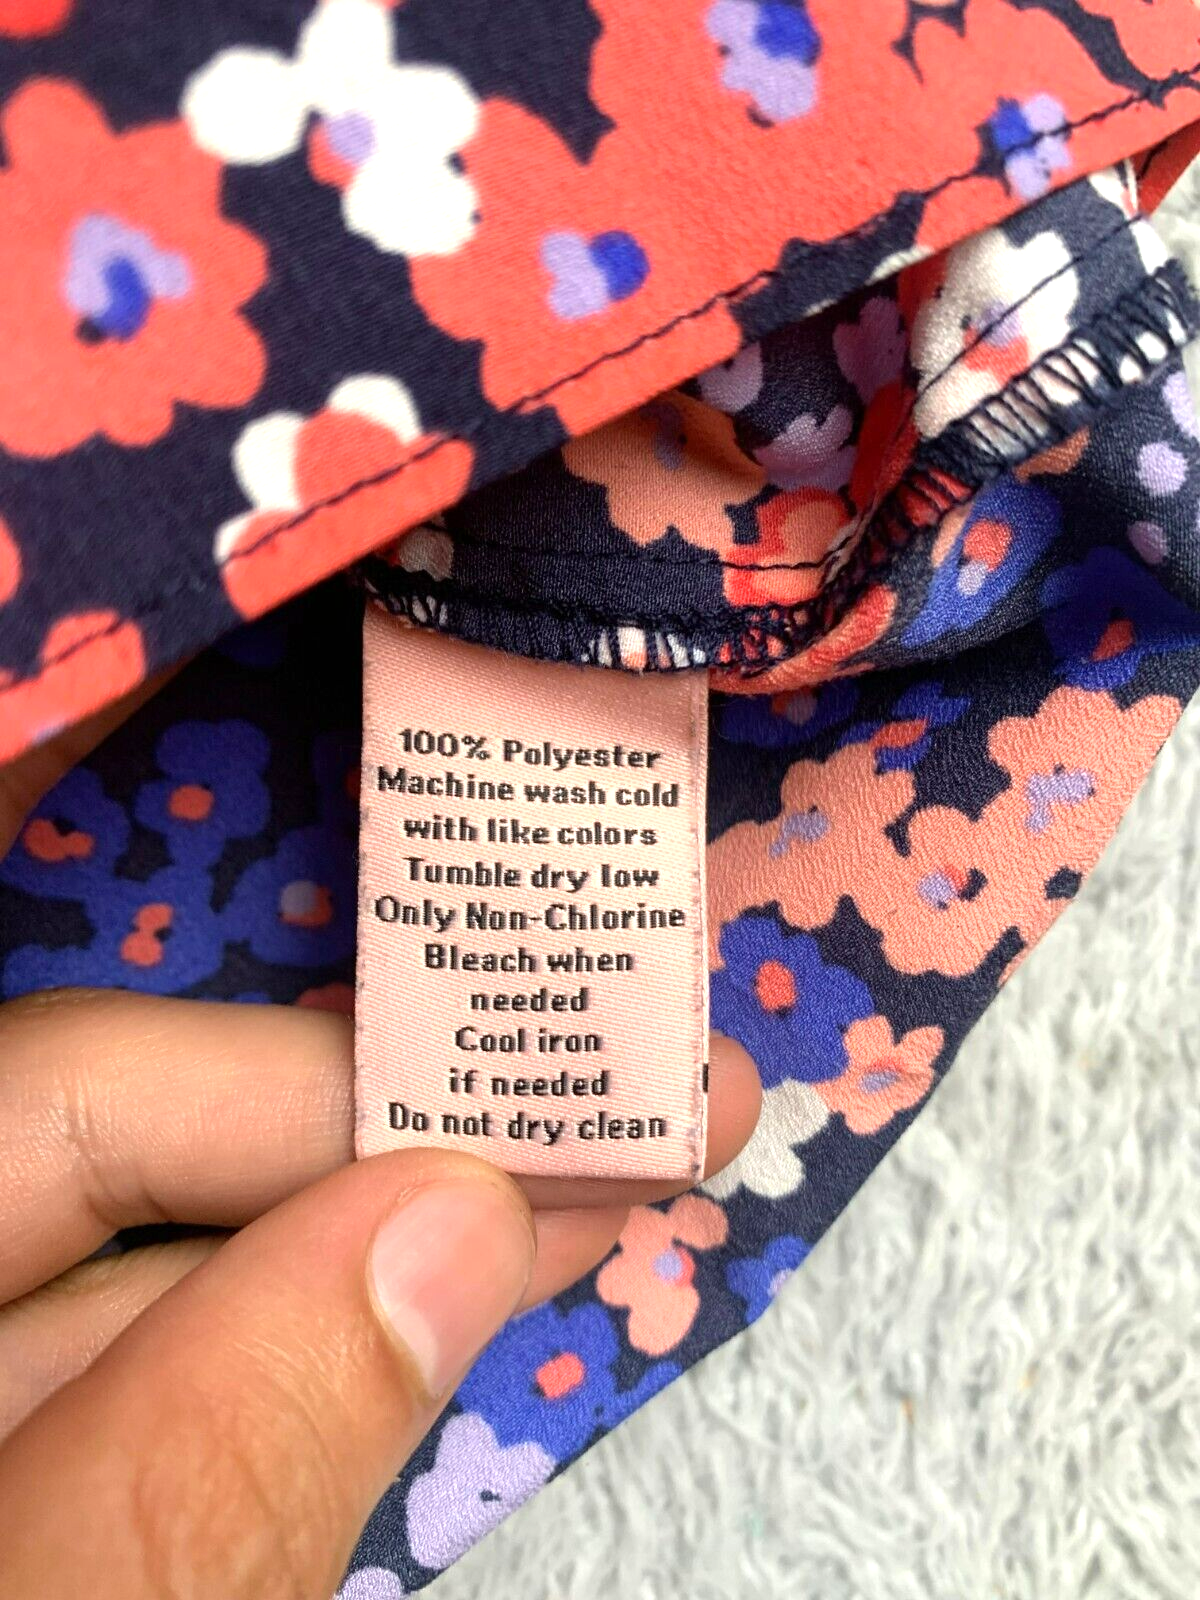 100% Polyester
Machine wash cold
with like colors
Tumble dry low
Only Non-Chlorine
Bleach when
needed
Cool iron
if needed
Do not dry clean